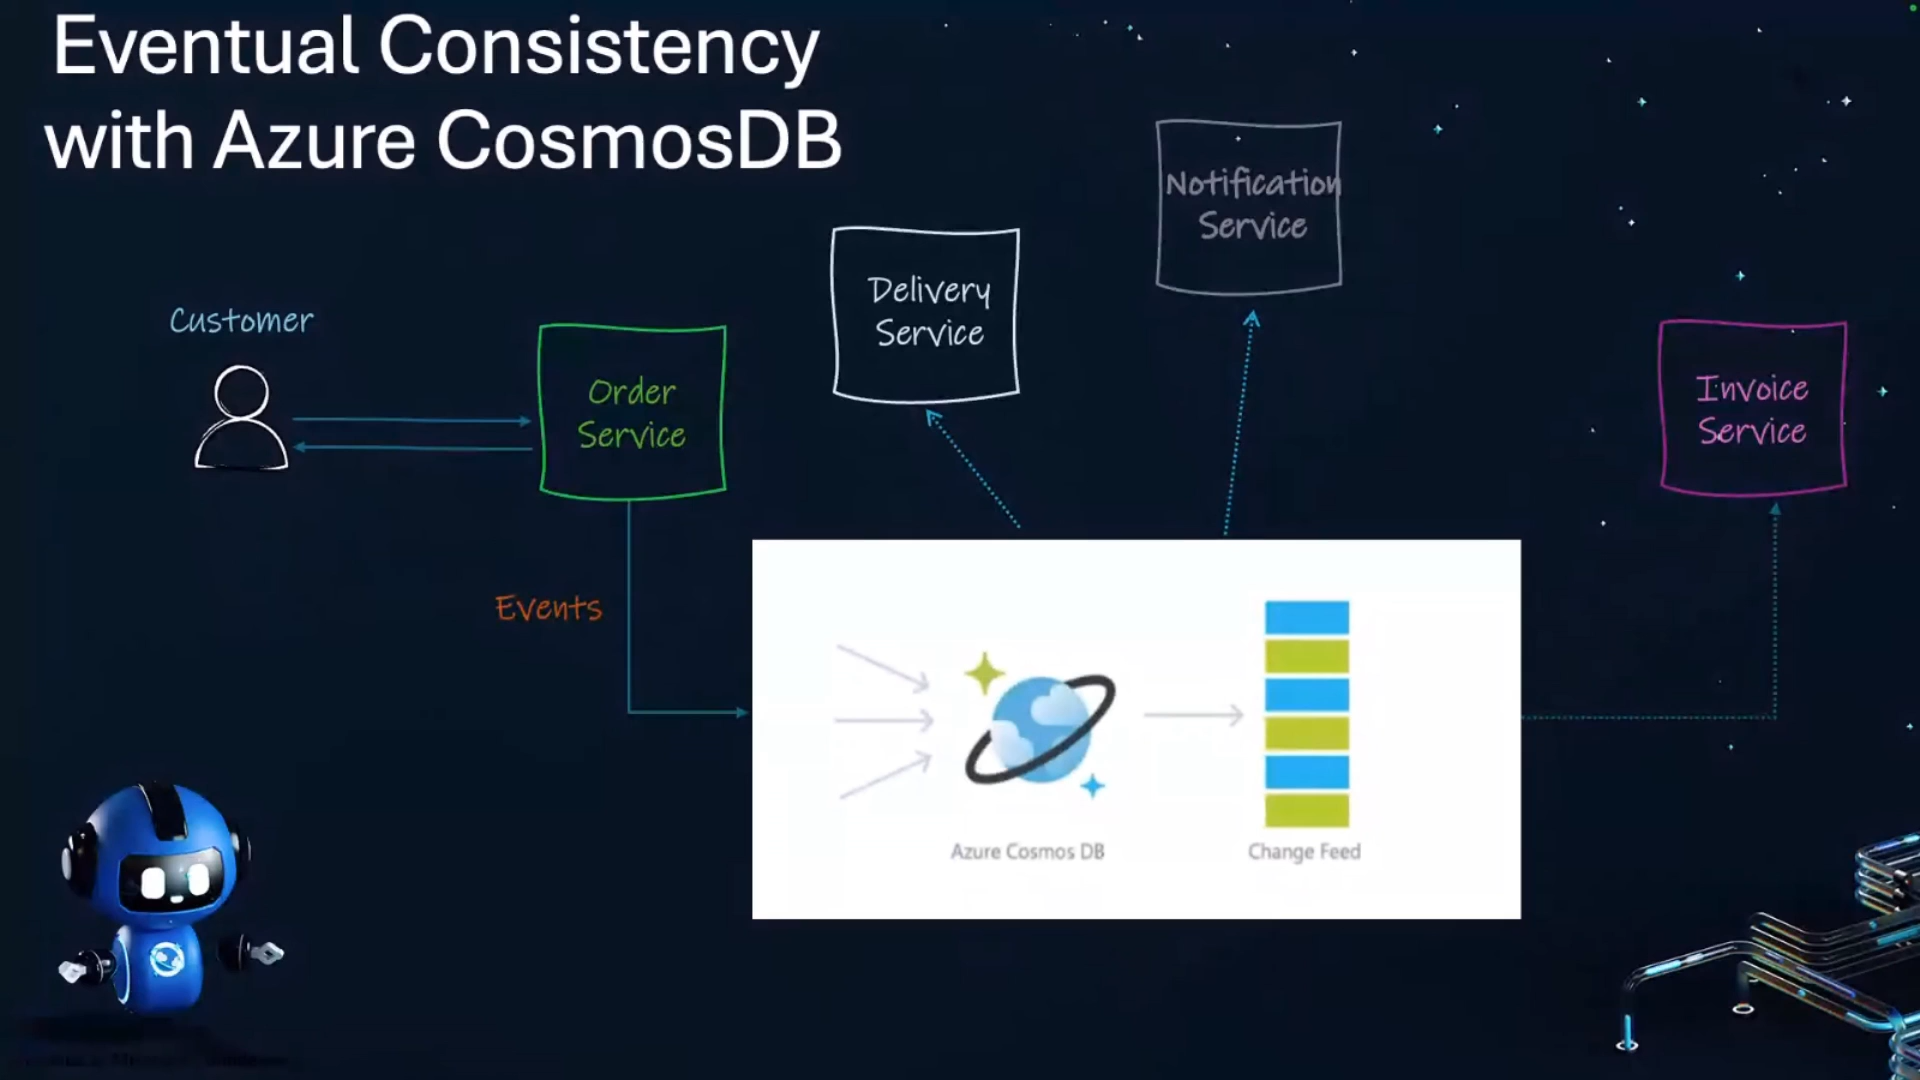 Eventual Consistency
with Azure CosmosDB
Notification
Service
Delivery
Service
Customer
Order
Service
Invoice
Service
Events
Azure Cosmos DB
Change Feed